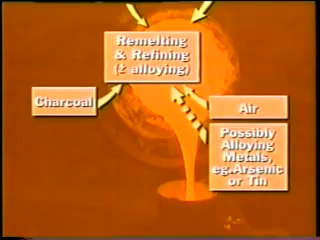 Remelting
& Refining
(± alloying)
Charcoal
Air
Possibly
Alloying
Metals,
eg.Arsenic
or Tin